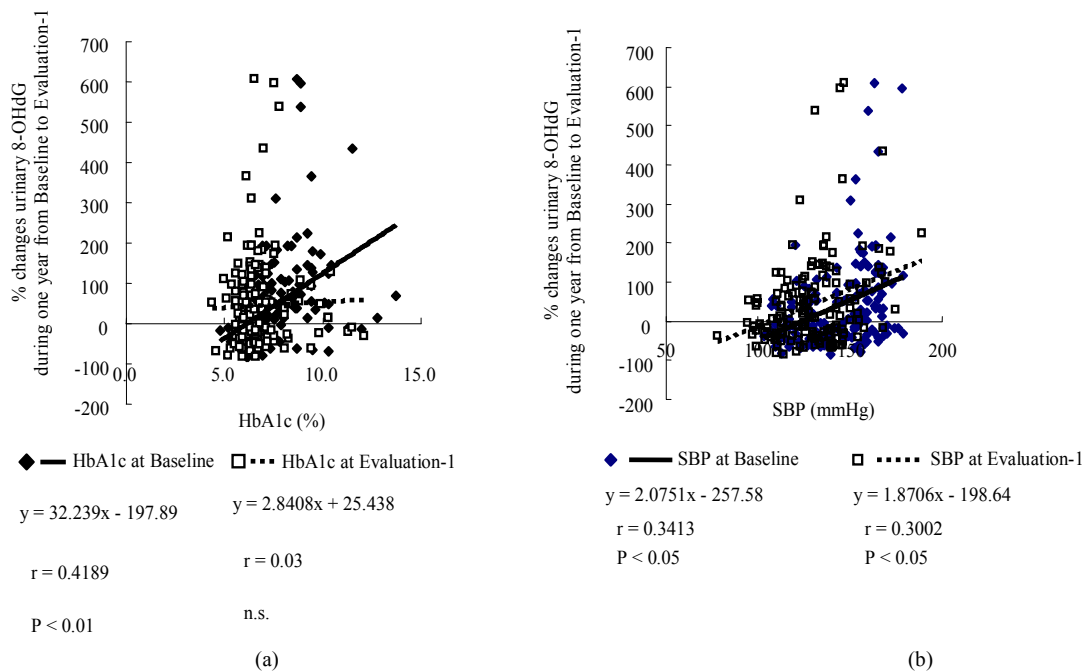 % changes urinary 8-OHdG
during one year from Baseline to Evaluation-1
700
600
500
400
300
200
100
0
-100
-200
0.0
5.0
10.0
15.0
HbA1c (%)
HbA1c at Baseline
HbA1c at Evaluation-1
y = 32.239x - 197.89
y = 2.8408x + 25.438
r = 0.4189
r = 0.03
P < 0.01
n.s.
(a)
% changes urinary 8-OHdG
during one year from Baseline to Evaluation-1
700
600
500
400
300
200
100
0
-100
-200
50
100
150
200
SBP (mmHg)
SBP at Baseline
SBP at Evaluation-1
y = 2.0751x - 257.58
y = 1.8706x - 198.64
r = 0.3413
r = 0.3002
P < 0.05
P < 0.05
(b)